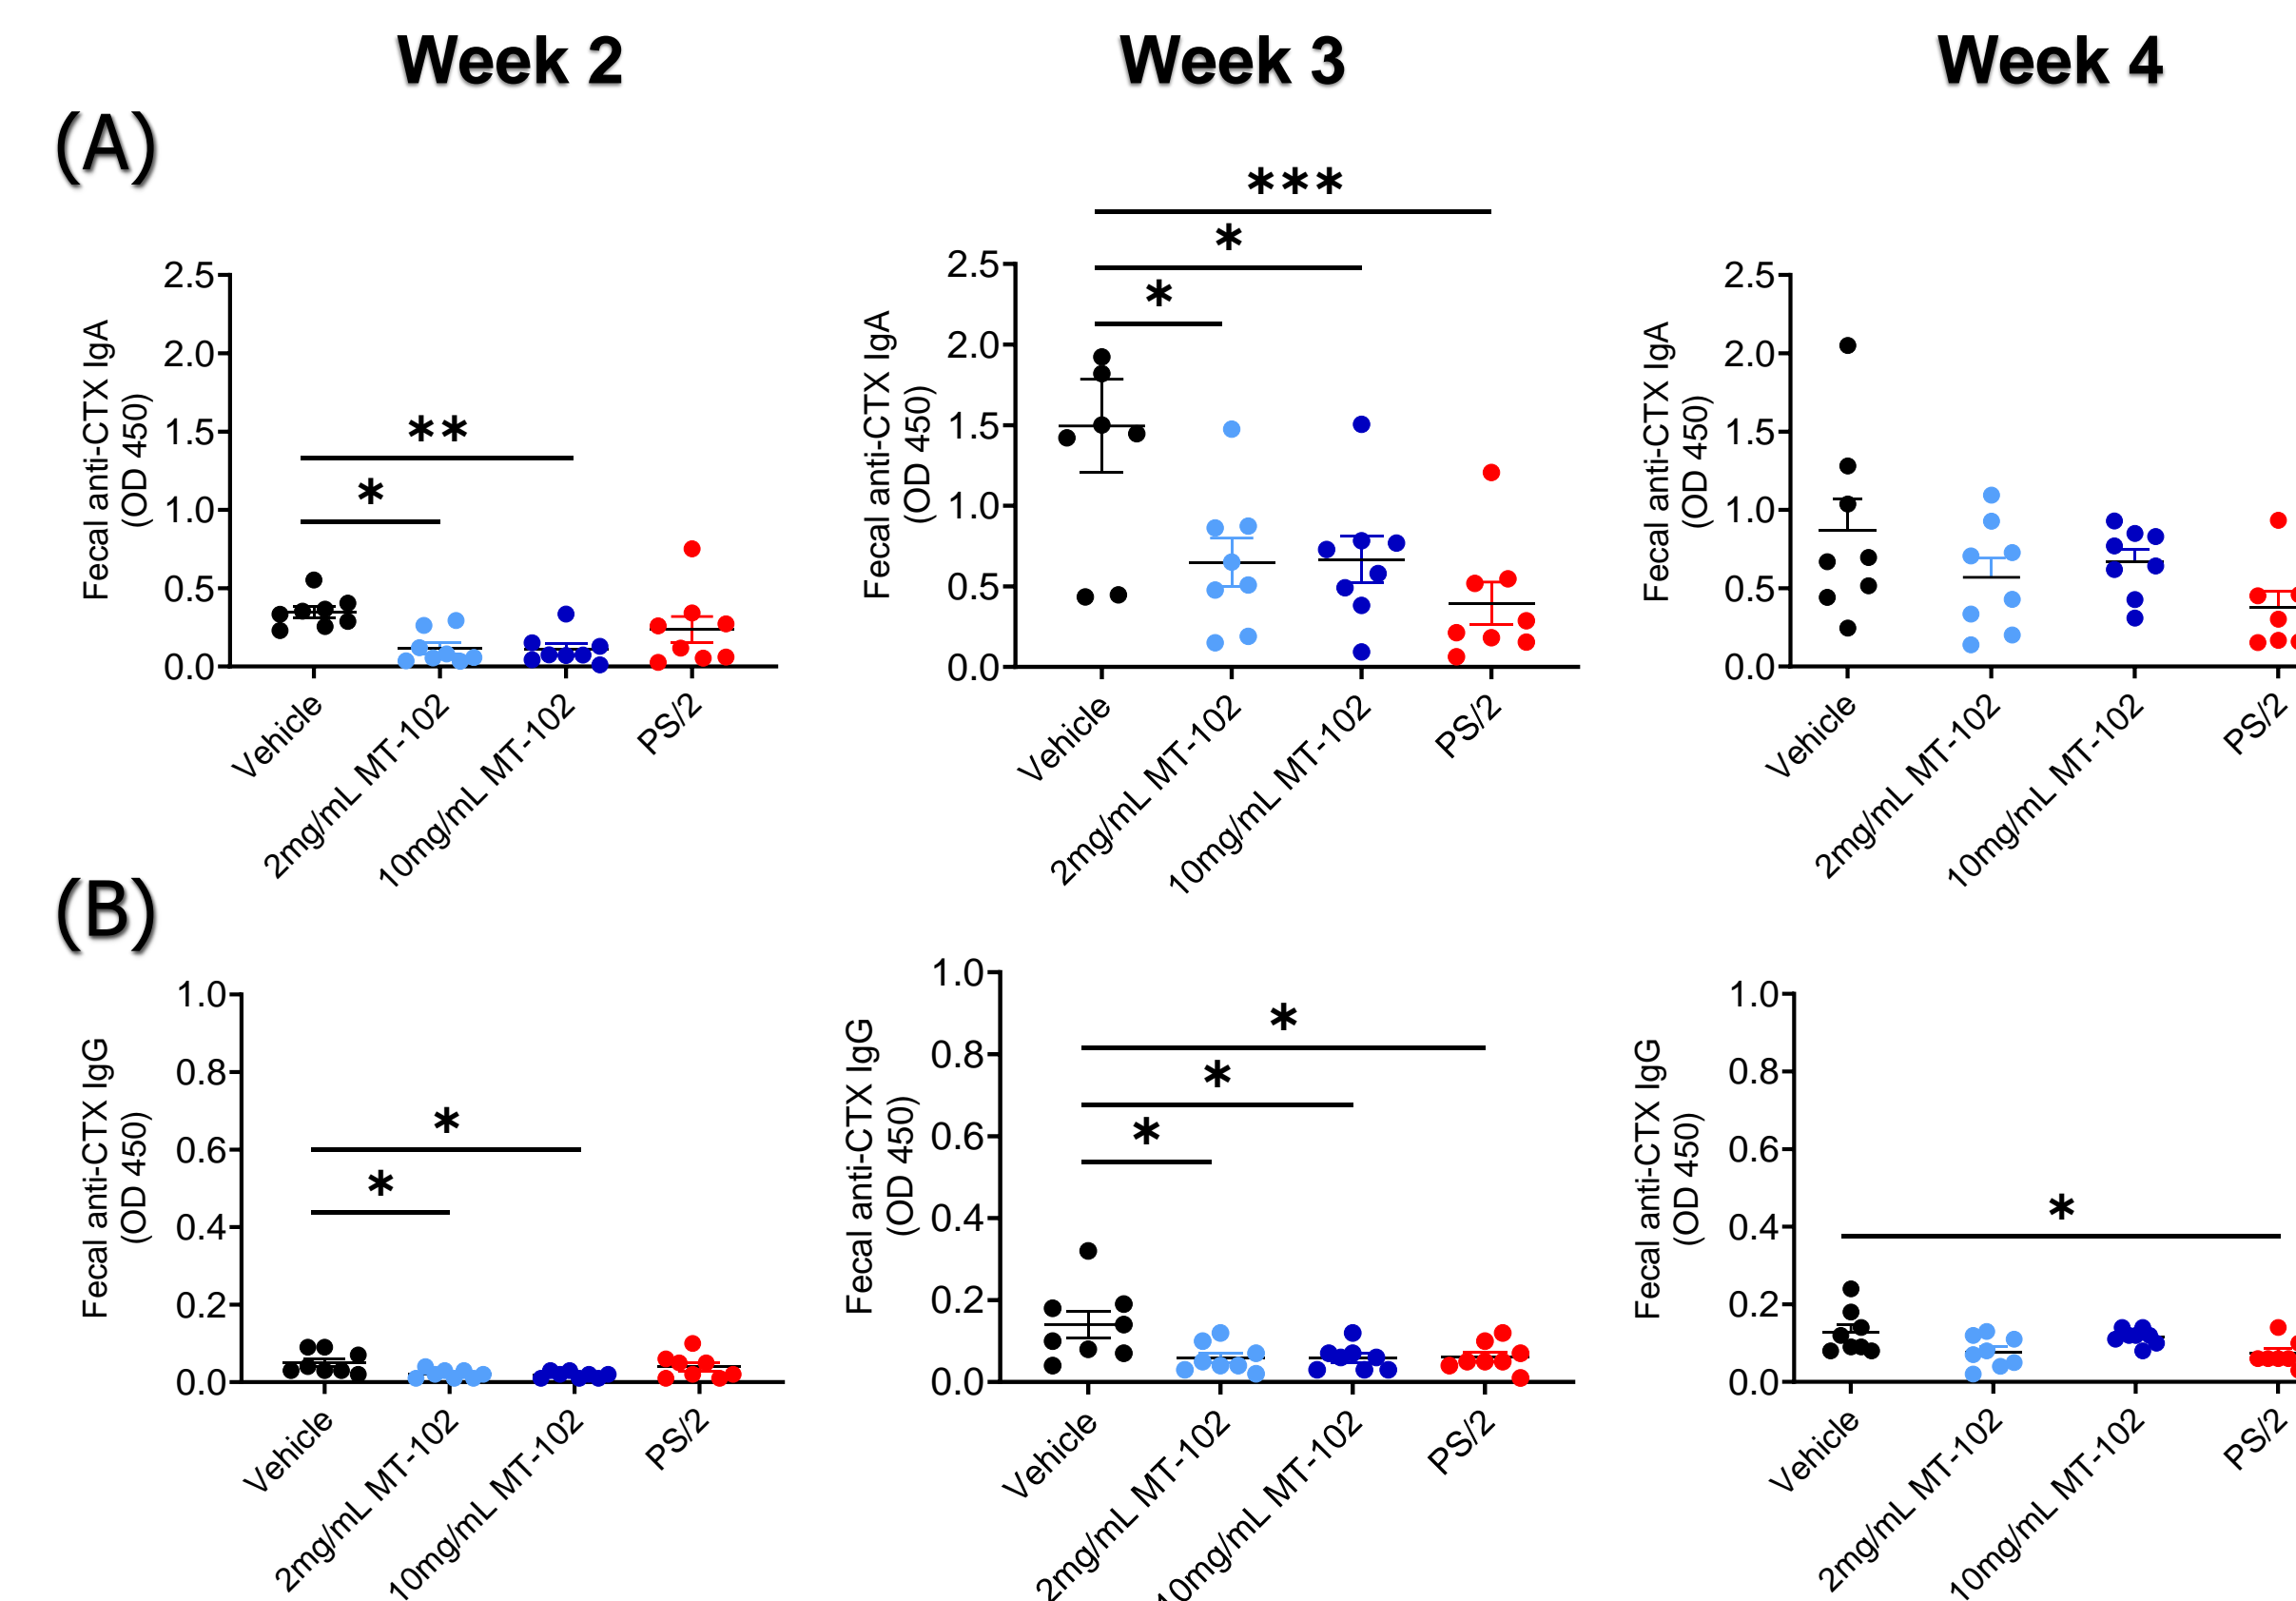 Week 2
Week 3
Week 4
(A)
Fecal anti-CTX IgA
(OD 450)
2.5
2.0
1.5
1.0
0.5
0.0
**
*
Vehicle
2mg/mL MT-102
10mg/mL MT-102
PS/2
Fecal anti-CTX IgA
(OD 450)
2.5
2.0
1.5
1.0
0.5
0.0
***
*
*
Vehicle
2mg/mL MT-102
10mg/mL MT-102
PS/2
Fecal anti-CTX IgA
(OD 450)
2.5
2.0
1.5
1.0
0.5
0.0
Vehicle
2mg/mL MT-102
10mg/mL MT-102
PS/2
(B)
Fecal anti-CTX IgG
(OD 450)
1.0
0.8
0.6
0.4
0.2
0.0
*
*
Vehicle
2mg/mL MT-102
10mg/mL MT-102
PS/2
Fecal anti-CTX IgG
(OD 450)
1.0
0.8
0.6
0.4
0.2
0.0
*
*
*
Vehicle
2mg/mL MT-102
10mg/mL MT-102
PS/2
Fecal anti-CTX IgG
(OD 450)
1.0
0.8
0.6
0.4
0.2
0.0
*
Vehicle
2mg/mL MT-102
10mg/mL MT-102
PS/2